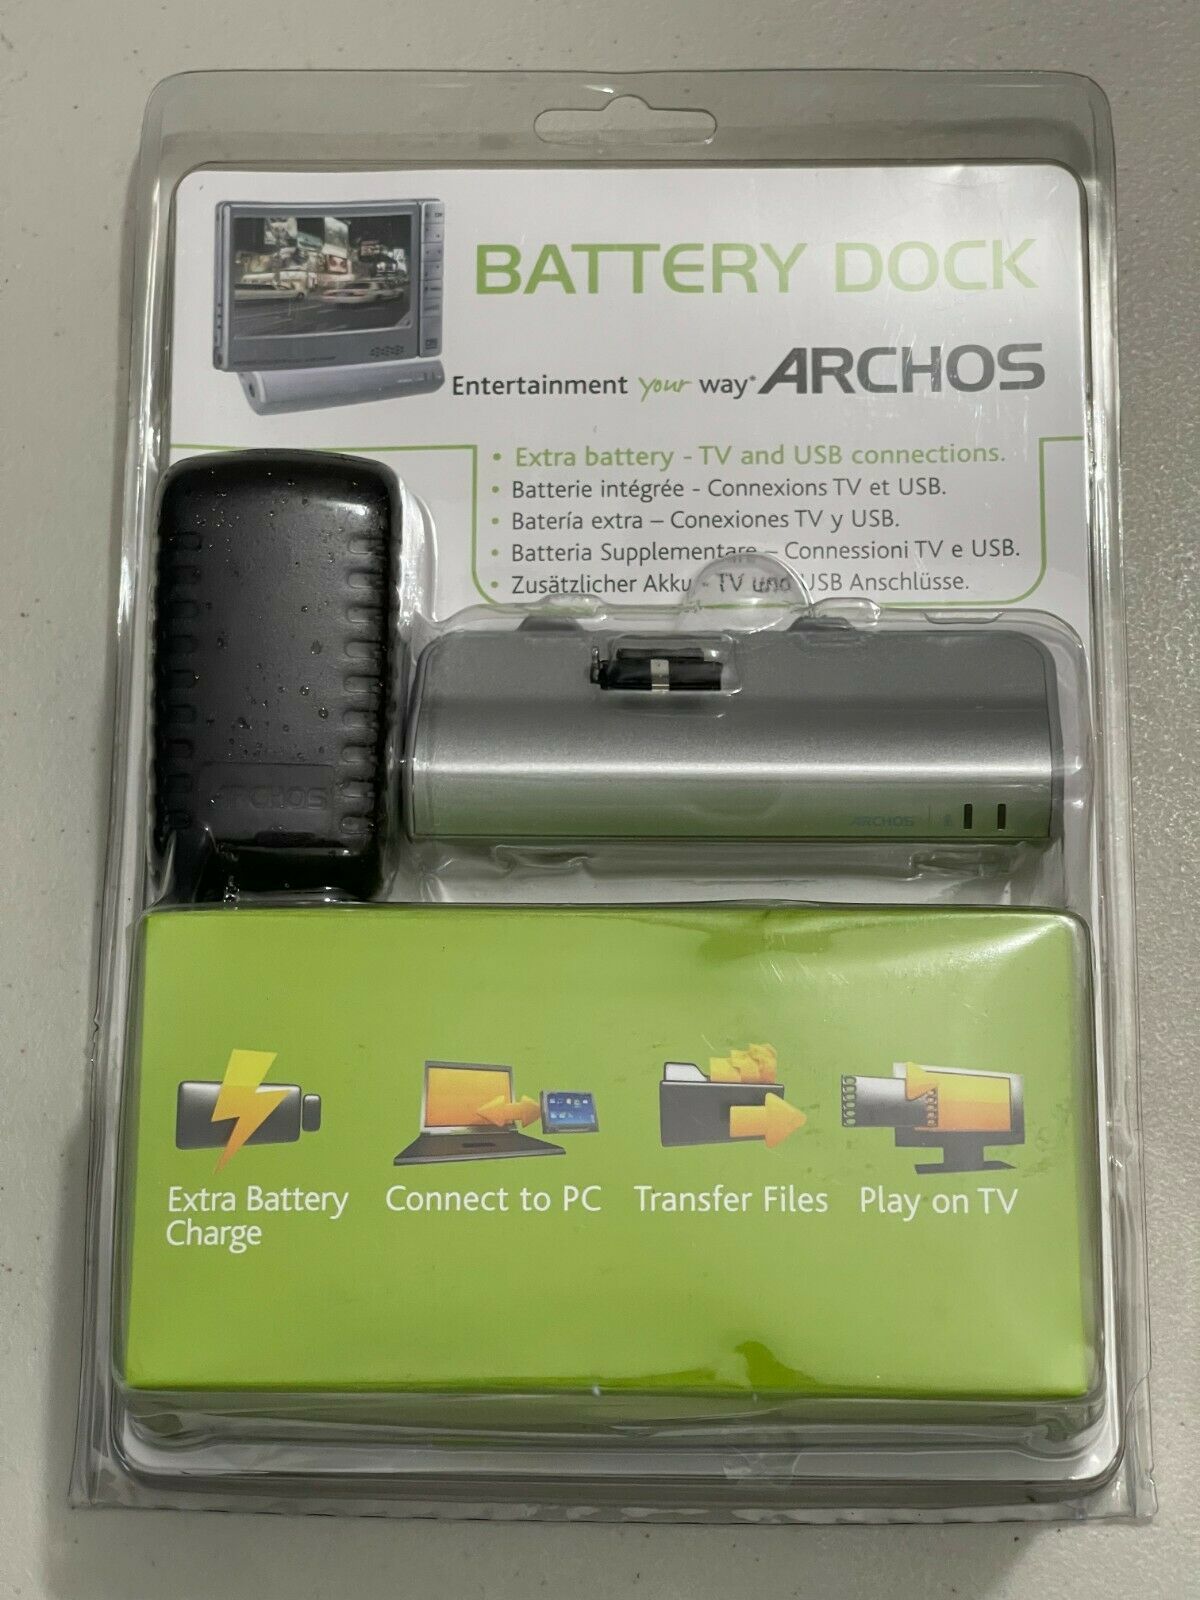 BATTERY DOCK
Entertainment your way* ARCHOS
• Extra battery - TV and USB connections.
• Batterie intégrée - Connexions TV et USB.
• Batería extra – Conexiones TV y USB.
• Batteria Supplementare – Connessioni TV e USB.
• Zusätzlicher Akku - TV und USB Anschlüsse.
ARCHOS
ARCHOS
Extra Battery
Charge
Connect to PC
Transfer Files
Play on TV